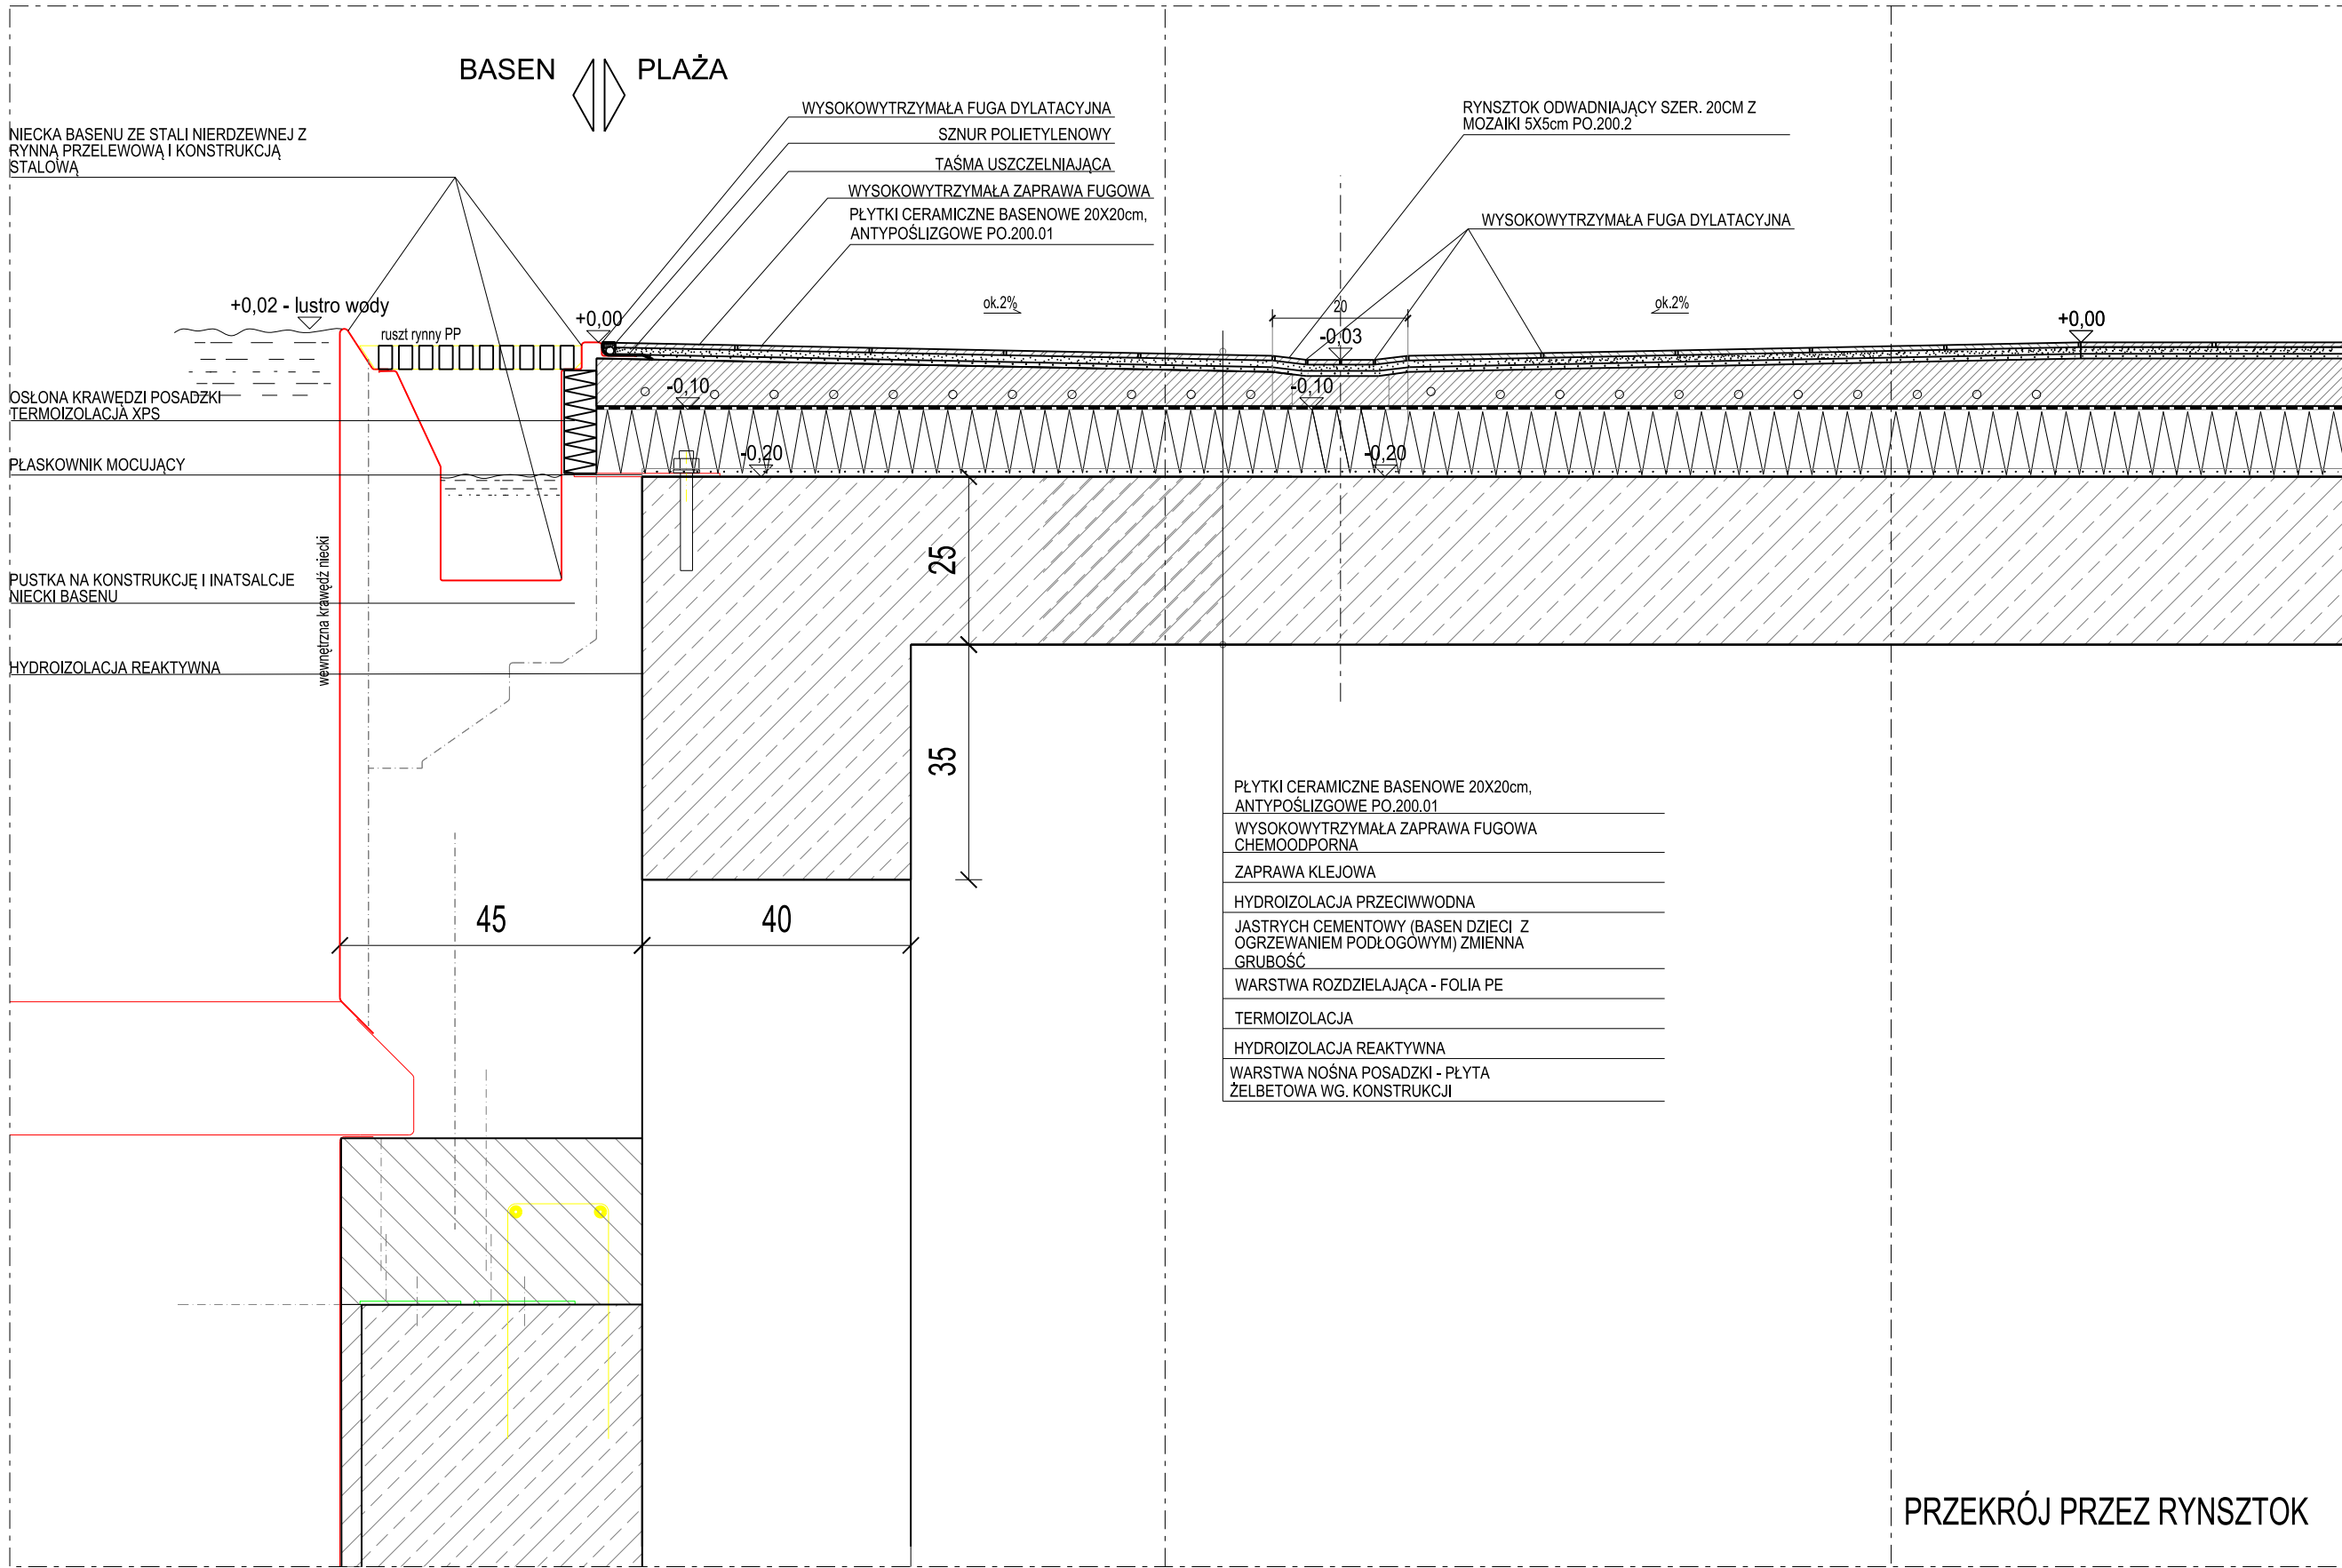 BASEN PLAŻA
NIECKA BASENU ZE STALI NIERDZEWNEJ Z
RYNNĄ PRZELEWOWĄ I KONSTRUKCJĄ
STALOWĄ
WYSOKOWYTRZYMAŁA FUGA DYLATACYJNA
SZNUR POLIETYLENOWY
TAŚMA USZCZELNIAJĄCA
WYSOKOWYTRZYMAŁA ZAPRAWA FUGOWA
PŁYTKI CERAMICZNE BASENOWE 20X20cm,
ANTYPOŚLIZGOWE PO.200.01
RYNSZTOK ODWADNIAJĄCY SZER. 20CM Z
MOZAIKI 5X5cm PO.200.2
WYSOKOWYTRZYMAŁA FUGA DYLATACYJNA
+0,02 - lustro wody
ruszt rynny PP
+0,00
ok.2%
20
-0,03
ok.2%
+0,00
OSŁONA KRAWĘDZI POSADZKI
TERMOIZOLACJA XPS
-0,10
-0,10
PŁASKOWNIK MOCUJĄCY
-0,20
-0,20
PUSTKA NA KONSTRUKCJĘ I INATSALCJE
NIECKI BASENU
wewnętrzna krawędź niecki
HYDROIZOLACJA REAKTYWNA
25
35
45
40
PŁYTKI CERAMICZNE BASENOWE 20X20cm,
ANTYPOŚLIZGOWE PO.200.01
WYSOKOWYTRZYMAŁA ZAPRAWA FUGOWA
CHEMOODPORNA
ZAPRAWA KLEJOWA
HYDROIZOLACJA PRZECIWWODNA
JASTRYCH CEMENTOWY (BASEN DZIECI Z
OGRZEWANIEM PODŁOGOWYM) ZMIENNA
GRUBOŚĆ
WARSTWA ROZDZIELAJĄCA - FOLIA PE
TERMOIZOLACJA
HYDROIZOLACJA REAKTYWNA
WARSTWA NOŚNA POSADZKI - PŁYTA
ŻELBETOWA WG. KONSTRUKCJI
PRZEKRÓJ PRZEZ RYNSZTOK